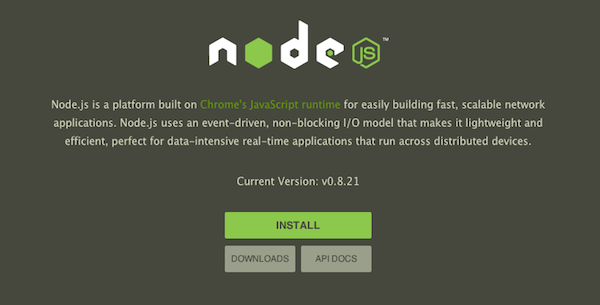 node JS™
Node.js is a platform built on Chrome's JavaScript runtime for easily building fast, scalable network
applications. Node.js uses an event-driven, non-blocking I/O model that makes it lightweight and
efficient, perfect for data-intensive real-time applications that run across distributed devices.
Current Version: v0.8.21
INSTALL
DOWNLOADS API DOCS